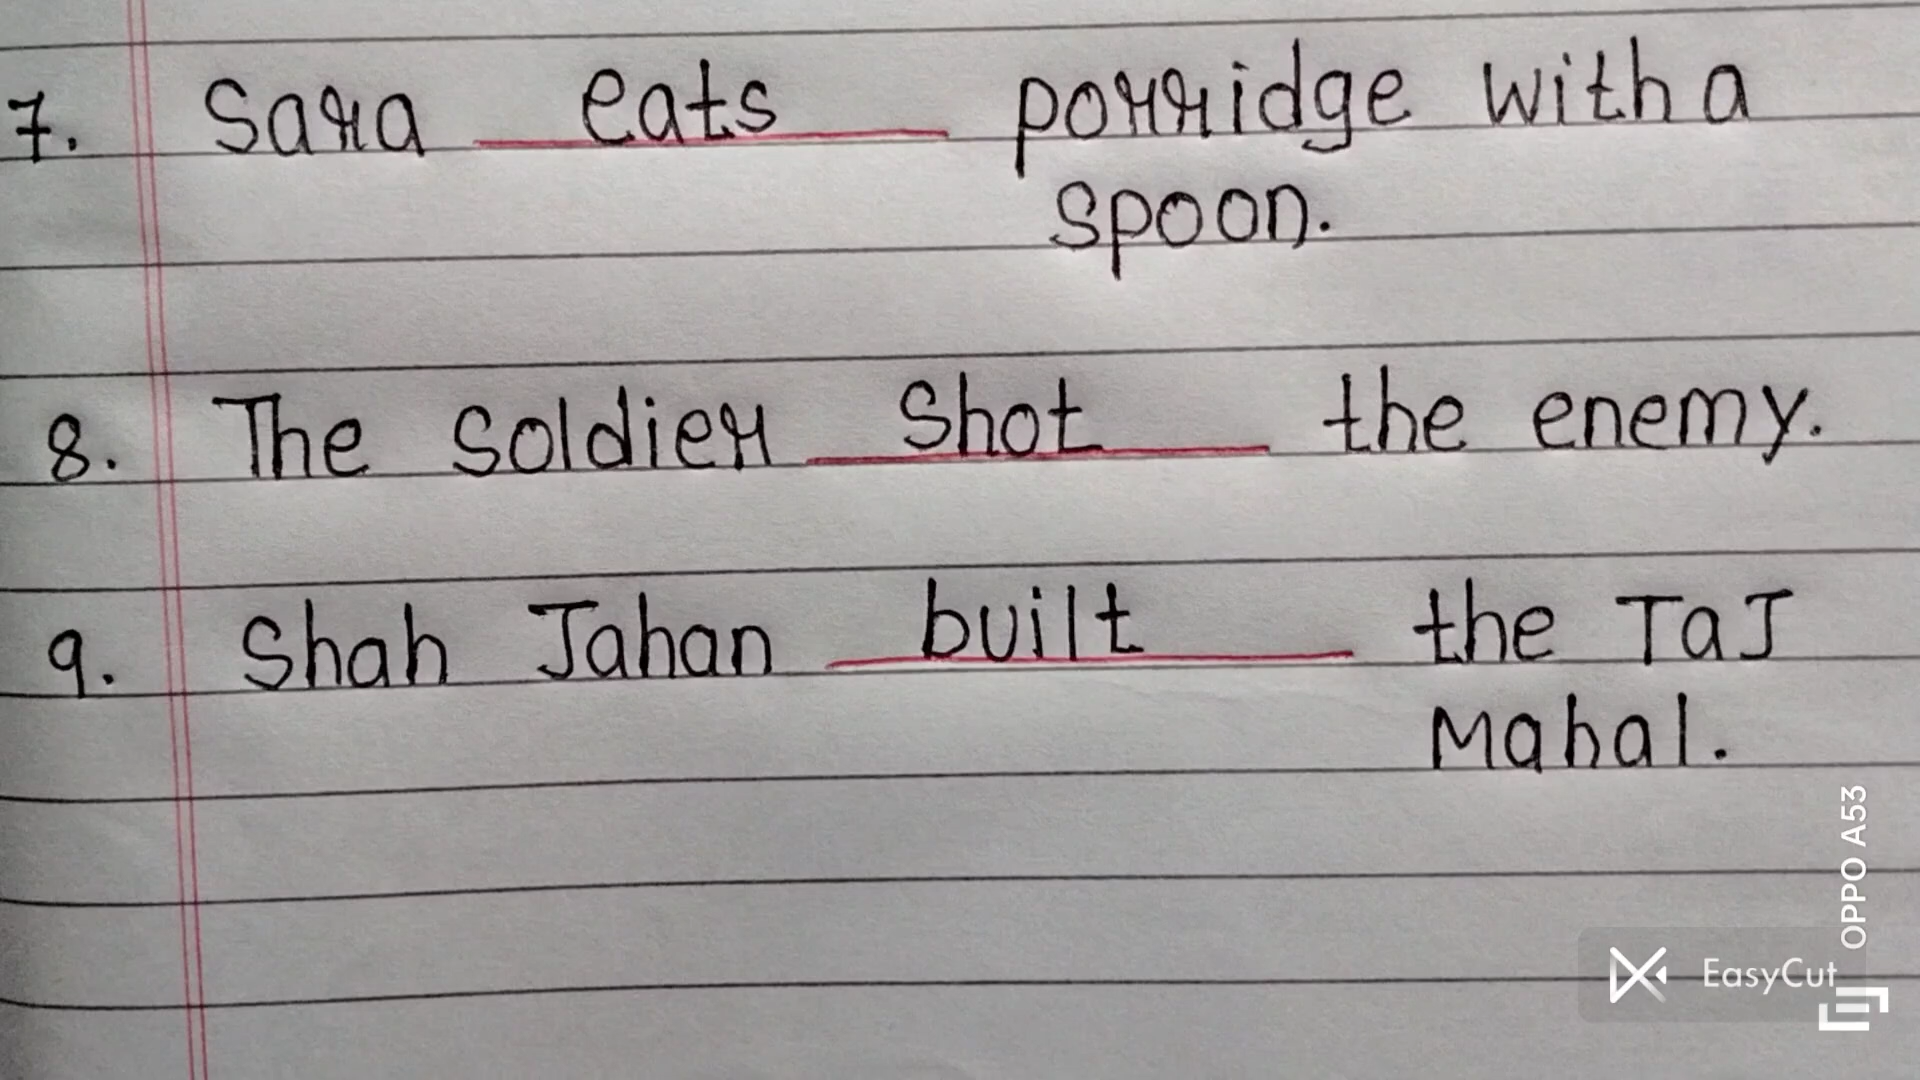 7. Sara eats porridge with a
spoon.
8. The Soldier Shot the enemy.
9. Shah Jahan built the TaJ
Mahal.
OPPO A53
EasyCut